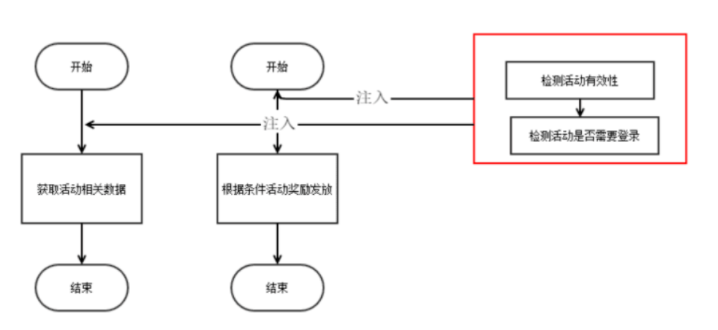 开始
开始
检测活动有效性
注入
注入
检测活动是否需要登录
获取活动相关数据
根据条件活动奖励发放
结束
结束